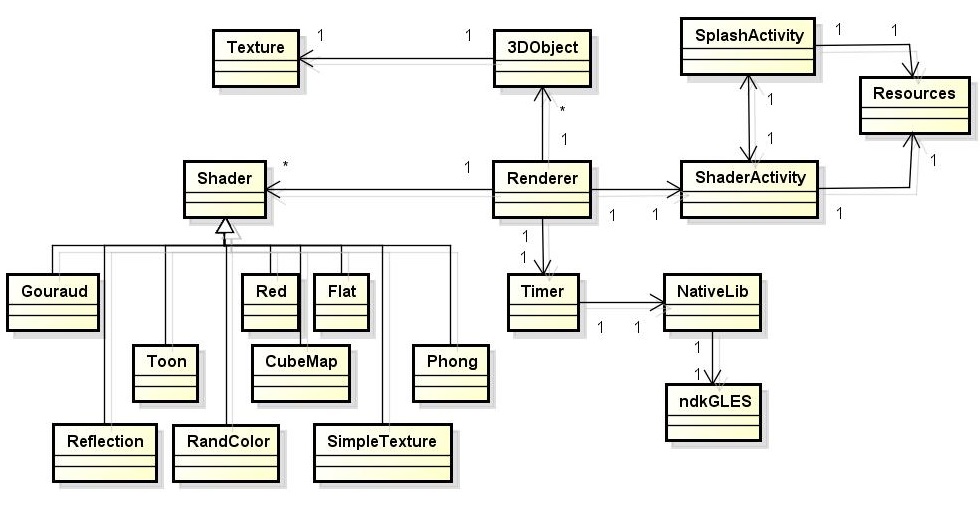 SplashActivity
1
1
Texture
1
1
3DObject
Resources
1
*
1
1
Shader
*
1
Renderer
ShaderActivity
1
1
1
1
1
1
Gouraud
Red
Flat
Timer
NativeLib
1
1
Toon
CubeMap
Phong
1
1
ndkGLES
Reflection
RandColor
SimpleTexture